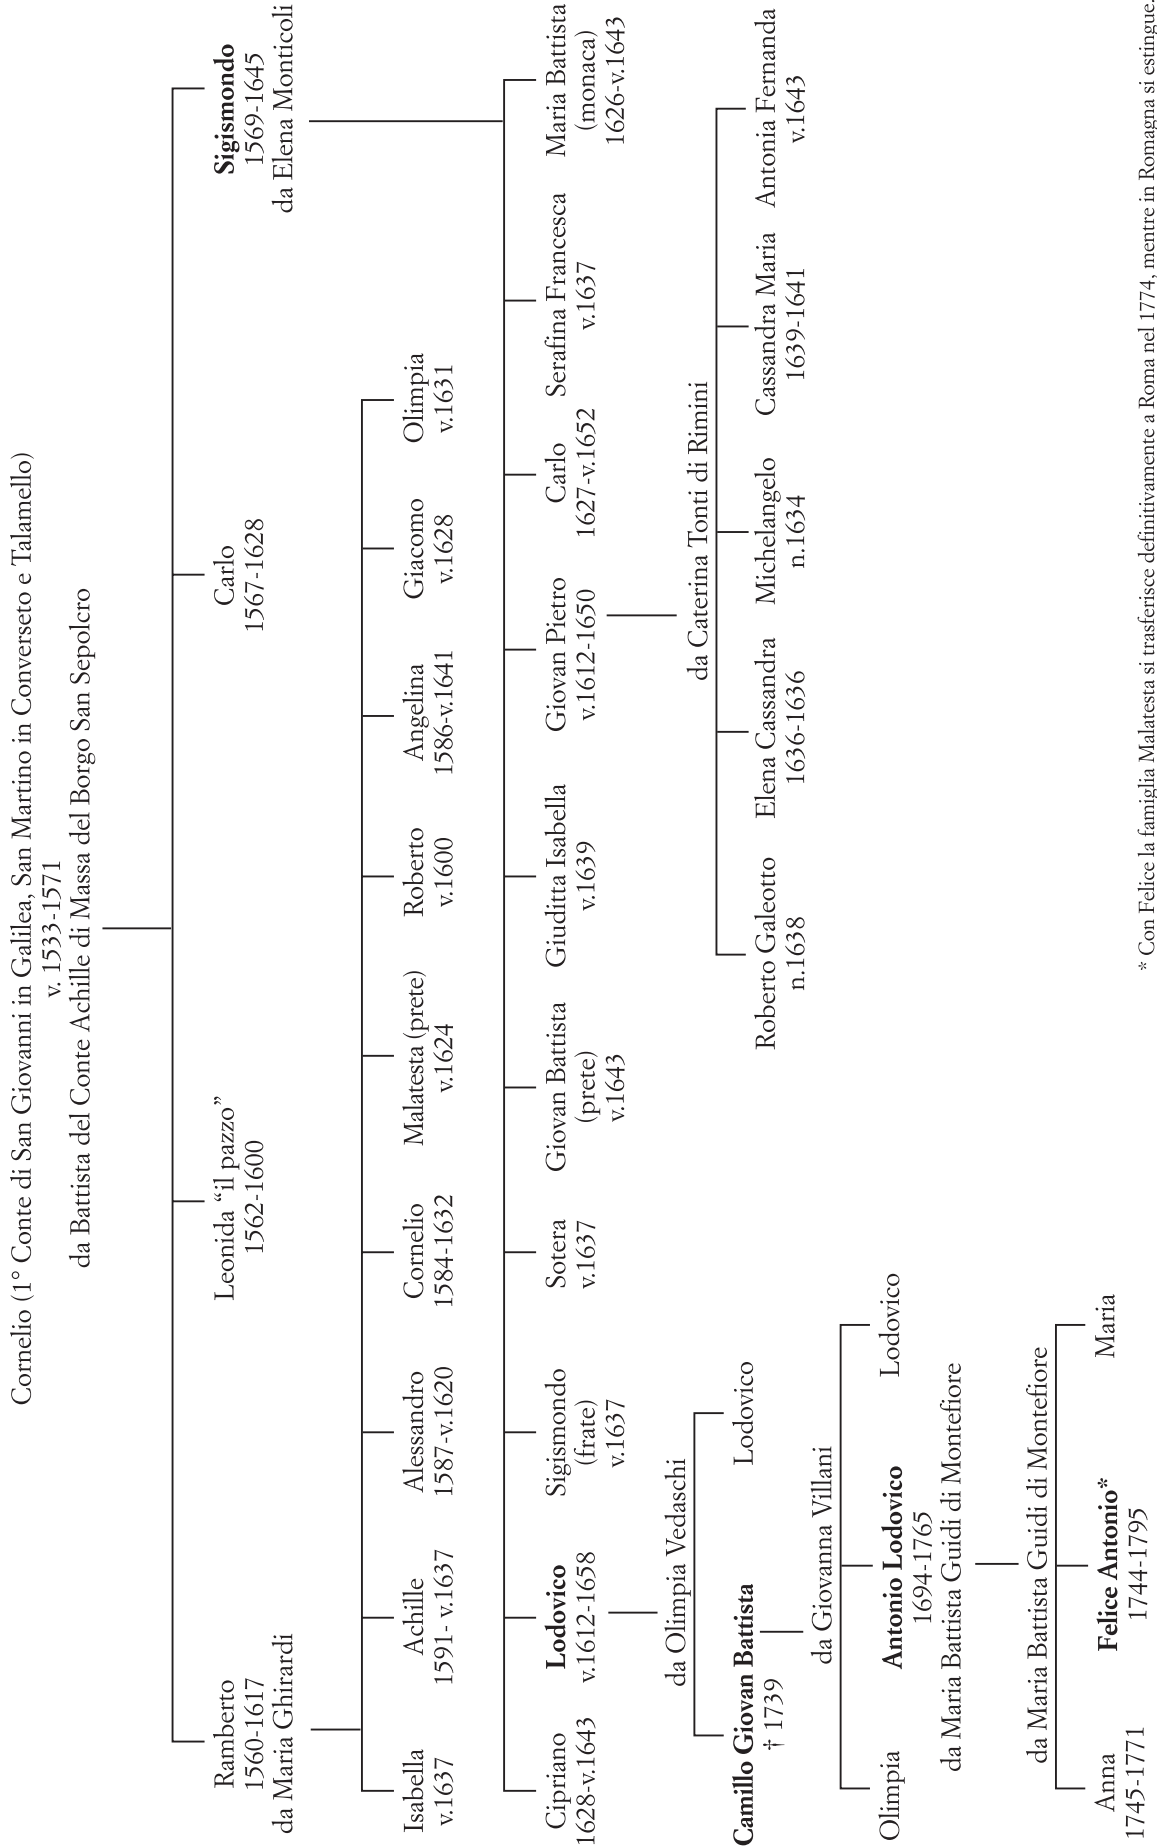 Cornelio (1° Conte di San Giovanni in Galilea, San Martino in Converseto e Talamello)
v. 1533-1571
da Battista del Conte Achille di Massa del Borgo San Sepolcro
Ramberto
1560-1617
da Maria Ghirardi
Leonida “il pazzo”
1562-1600
Carlo
1567-1628
Sigismondo
1569-1645
da Elena Monticoli
Isabella
v.1637
Achille
1591- v.1637
Alessandro
1587-v.1620
Cornelio
1584-1632
Malatesta (prete)
v.1624
Roberto
v.1600
Angelina
1586-v.1641
Giacomo
v.1628
Olimpia
v.1631
Cipriano
1628-v.1643
Lodovico
v.1612-1658
Sigismondo
(frate)
v.1637
Sotera
v.1637
Giovan Battista
(prete)
v.1643
Giuditta Isabella
v.1639
Giovan Pietro
v.1612-1650
Carlo
1627-v.1652
Serafina Francesca
v.1637
Maria Battista
(monaca)
1626-v.1643
da Olimpia Vedaschi
da Caterina Tonti di Rimini
Camillo Giovan Battista
† 1739
Lodovico
Roberto Galeotto
n.1638
Elena Cassandra
1636-1636
Michelangelo
n.1634
Cassandra Maria
1639-1641
Antonia Fernanda
v.1643
da Giovanna Villani
Olimpia
Antonio Lodovico
1694-1765
da Maria Battista Guidi di Montefiore
Lodovico
da Maria Battista Guidi di Montefiore
Anna
1745-1771
Felice Antonio*
1744-1795
Maria
* Con Felice la famiglia Malatesta si trasferisce definitivamente a Roma nel 1774, mentre in Romagna si estingue.